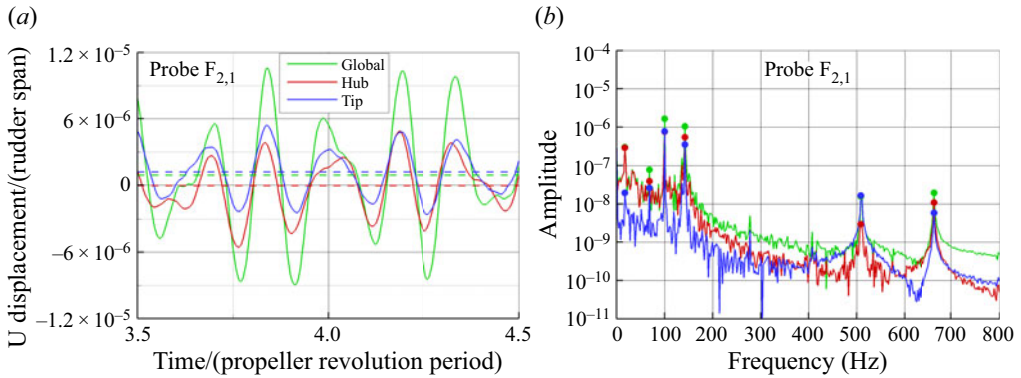 (a)
U displacement/(rudder span)
1.2 × 10⁻⁵
6 × 10⁻⁶
0
−6 × 10⁻⁶
−1.2 × 10⁻⁵
Probe F₂,₁
Global
Hub
Tip
3.5 4.0 4.5
Time/(propeller revolution period)
(b)
Amplitude
10⁻⁴
10⁻⁵
10⁻⁶
10⁻⁷
10⁻⁸
10⁻⁹
10⁻¹⁰
10⁻¹¹
Probe F₂,₁
0 100 200 300 400 500 600 700 800
Frequency (Hz)